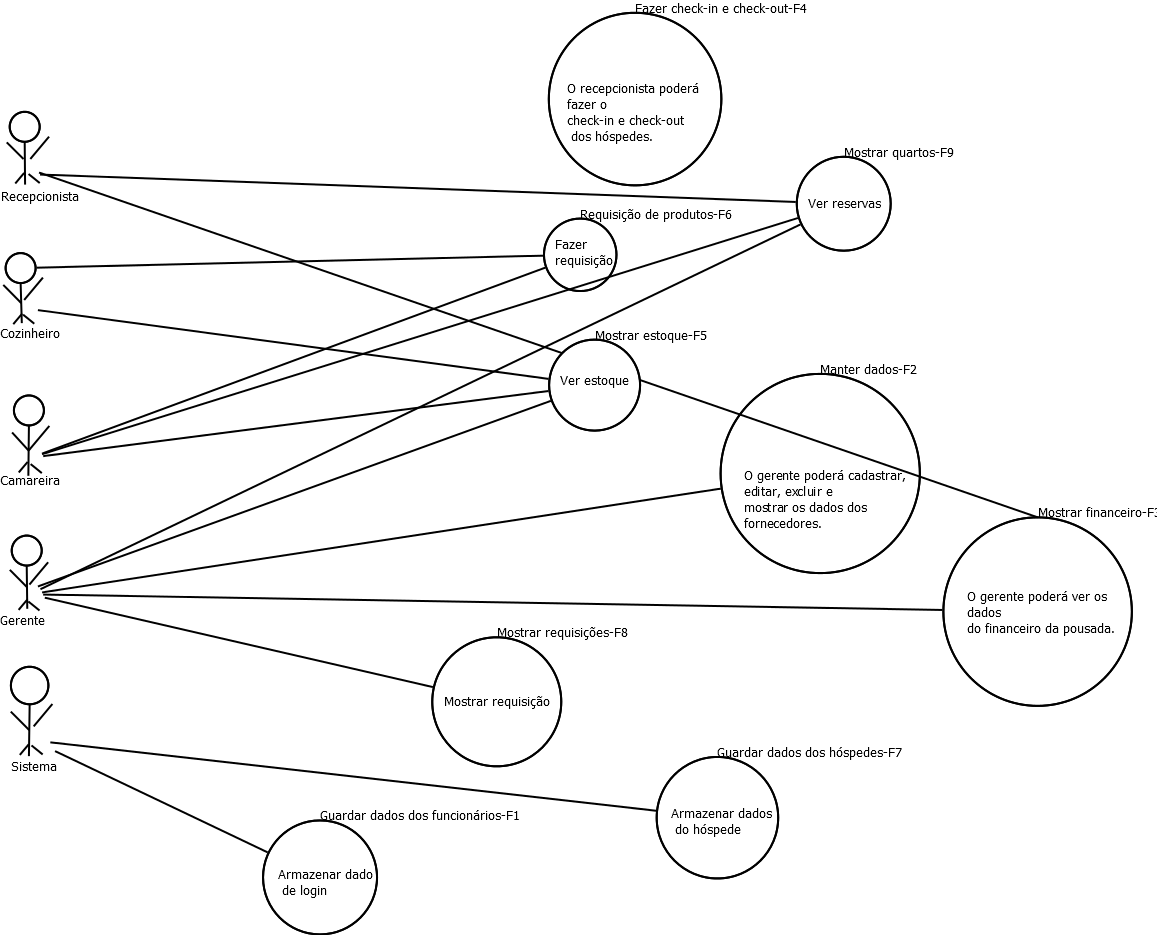 Fazer check-in e check-out-F4
O recepcionista poderá
fazer o
check-in e check-out
dos hóspedes.
Mostrar quartos-F9
Recepcionista
Ver reservas
Requisição de produtos-F6
Fazer
requisição
Cozinheiro
Mostrar estoque-F5
Ver estoque
Manter dados-F2
Camareira
O gerente poderá cadastrar,
editar, excluir e
mostrar os dados dos
fornecedores.
Mostrar financeiro-F3
O gerente poderá ver os
dados
do financeiro da pousada.
Gerente
Mostrar requisições-F8
Mostrar requisição
Sistema
Guardar dados dos hóspedes-F7
Armazenar dados
do hóspede
Guardar dados dos funcionários-F1
Armazenar dado
de login